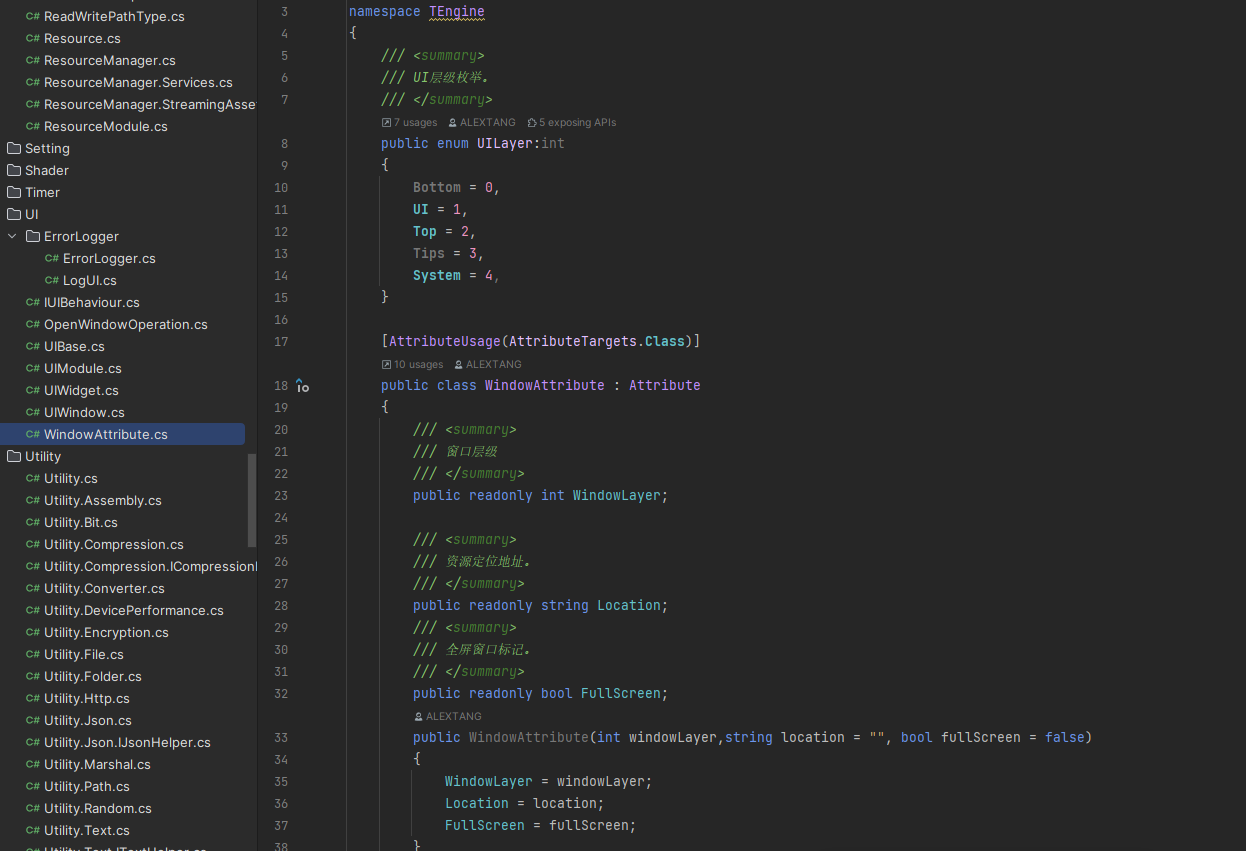 ReadWritePathType.cs
Resource.cs
ResourceManager.cs
ResourceManager.Services.cs
ResourceManager.StreamingAsse
ResourceModule.cs
Setting
Shader
Timer
UI
ErrorLogger
C# ErrorLogger.cs
C# LogUI.cs
C# IUIBehaviour.cs
C# OpenWindowOperation.cs
C# UIBase.cs
C# UIModule.cs
C# UIWidget.cs
C# UIWindow.cs
C# WindowAttribute.cs
Utility
C# Utility.cs
C# Utility.Assembly.cs
C# Utility.Bit.cs
C# Utility.Compression.cs
C# Utility.Compression.ICompression
C# Utility.Converter.cs
C# Utility.DevicePerformance.cs
C# Utility.Encryption.cs
C# Utility.File.cs
C# Utility.Folder.cs
C# Utility.Http.cs
C# Utility.Json.cs
C# Utility.Json.IJsonHelper.cs
C# Utility.Marshal.cs
C# Utility.Path.cs
C# Utility.Random.cs
C# Utility.Text.cs
3 namespace TEngine
4 {
5 /// <summary>
6 /// UI层级枚举。
7 /// </summary>
7 usages ALEXTANG 5 exposing APIs
8 public enum UILayer:int
9 {
10 Bottom = 0,
11 UI = 1,
12 Top = 2,
13 Tips = 3,
14 System = 4,
15 }
16
17 [AttributeUsage(AttributeTargets.Class)]
10 usages ALEXTANG
18 public class WindowAttribute : Attribute
19 {
20 /// <summary>
21 /// 窗口层级
22 /// </summary>
23 public readonly int WindowLayer;
24
25 /// <summary>
26 /// 资源定位地址。
27 /// </summary>
28 public readonly string Location;
29 /// <summary>
30 /// 全屏窗口标记。
31 /// </summary>
32 public readonly bool FullScreen;
ALEXTANG
33 public WindowAttribute(int windowLayer,string location = "", bool fullScreen = false)
34 {
35 WindowLayer = windowLayer;
36 Location = location;
37 FullScreen = fullScreen;
38 }